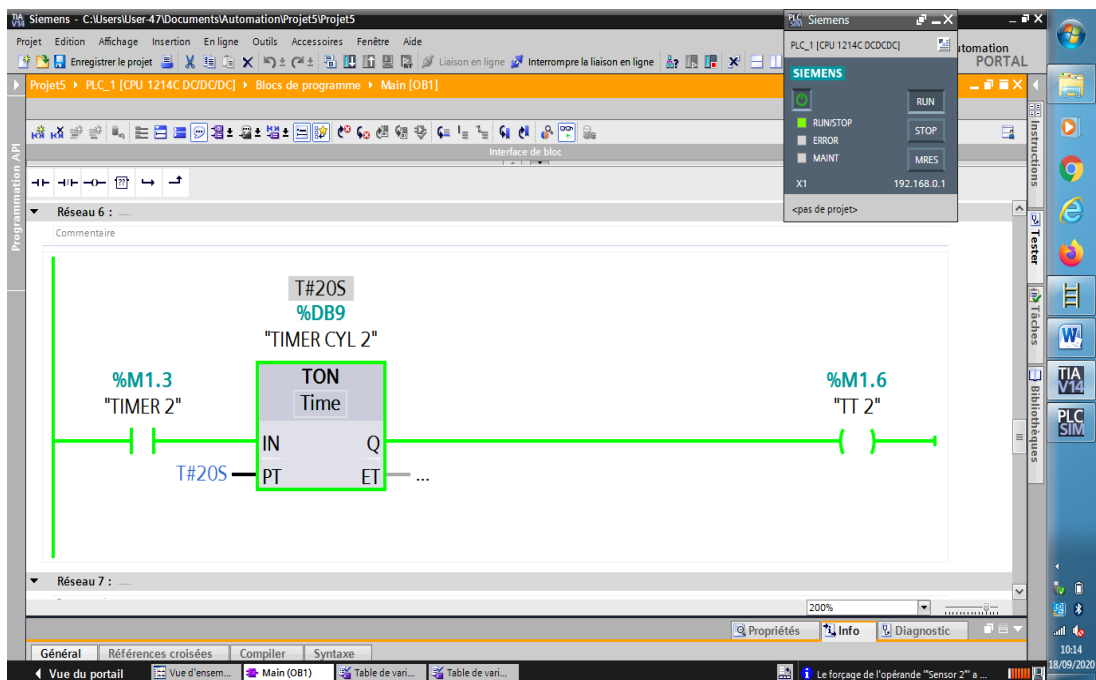 TIA V14 Siemens - C:\Users\User-47\Documents\Automation\Projet5\Projet5
Projet Edition Affichage Insertion En ligne Outils Accessoires Fenêtre Aide
Enregistrer le projet
Liaison en ligne
Interrompre la liaison en ligne
utomation
PORTAL
Projet5 ▸ PLC_1 [CPU 1214C DC/DC/DC] ▸ Blocs de programme ▸ Main [OB1]
PLC SIM Siemens
PLC_1 [CPU 1214C DCDCDC]
SIEMENS
RUN
RUN/STOP
STOP
ERROR
MAINT
MRES
X1 192.168.0.1
<pas de projet>
Interface de bloc
Programmation API
Réseau 6 : .....
Commentaire
T#20S
%DB9
"TIMER CYL 2"
%M1.3
"TIMER 2"
TON
Time
IN Q
T#20S PT ET ...
%M1.6
"TT 2"
Réseau 7 : .....
200%
Instructions
Tester
Tâches
Bibliothèques
Propriétés
Info
Diagnostic
Général Références croisées Compiler Syntaxe
Vue du portail
Vue d'ensem...
Main (OB1)
Table de vari...
Table de vari...
Le forçage de l'opérande "Sensor 2" a ...
W
TIA V14
PLC SIM
10:14
18/09/2020